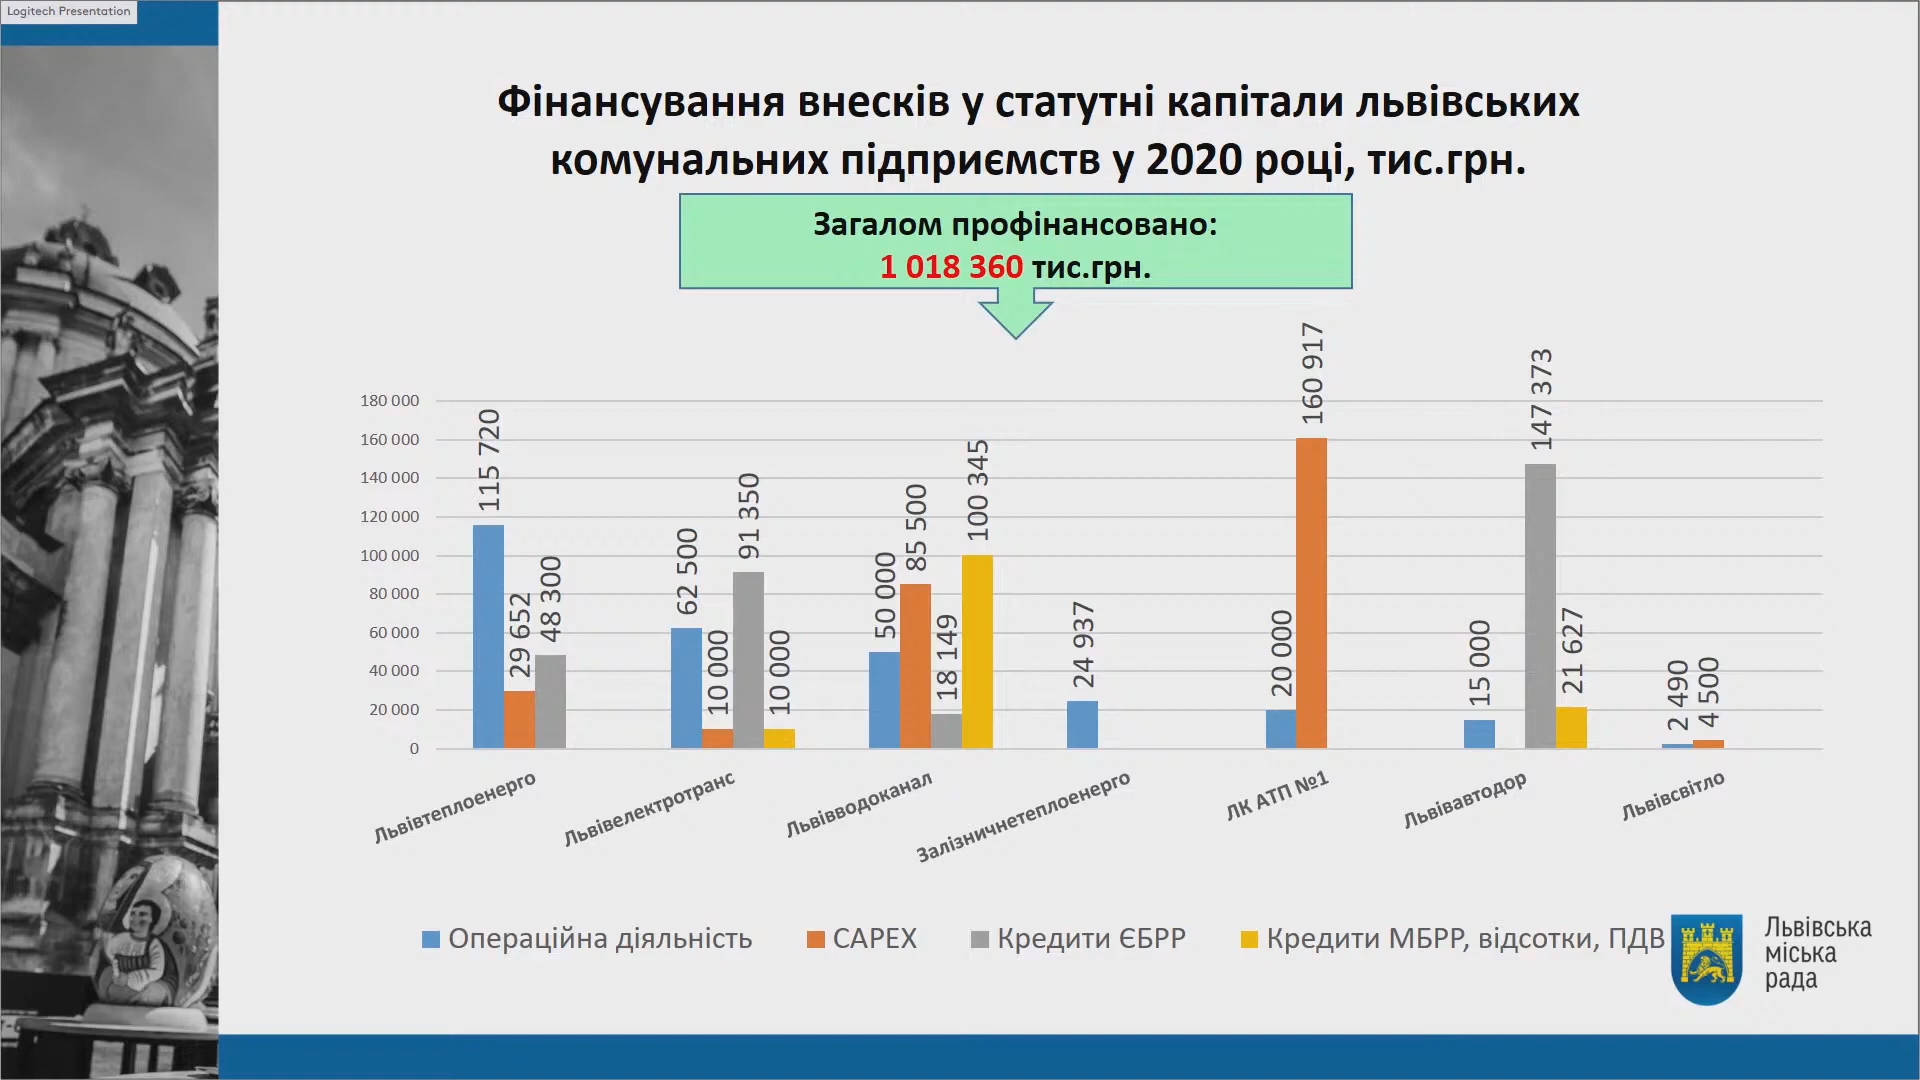 Logitech Presentation
Фінансування внесків у статутні капітали львівських
комунальних підприємств у 2020 році, тис.грн.
Загалом профінансовано:
1 018 360 тис.грн.
180 000
160 000
140 000
120 000
100 000
80 000
60 000
40 000
20 000
0
115 720
29 652
48 300
62 500
10 000
91 350
10 000
50 000
85 500
18 149
100 345
24 937
20 000
160 917
15 000
147 373
21 627
2 490
4 500
Львівтеплоенерго
Львівелектротранс
Львівводоканал
Залізничнетеплоенерго
ЛК АТП №1
Львівавтодор
Львівсвітло
Операційна діяльність
CAPEX
Кредити ЄБРР
Кредити МБРР, відсотки, ПДВ
Львівська
міська
рада